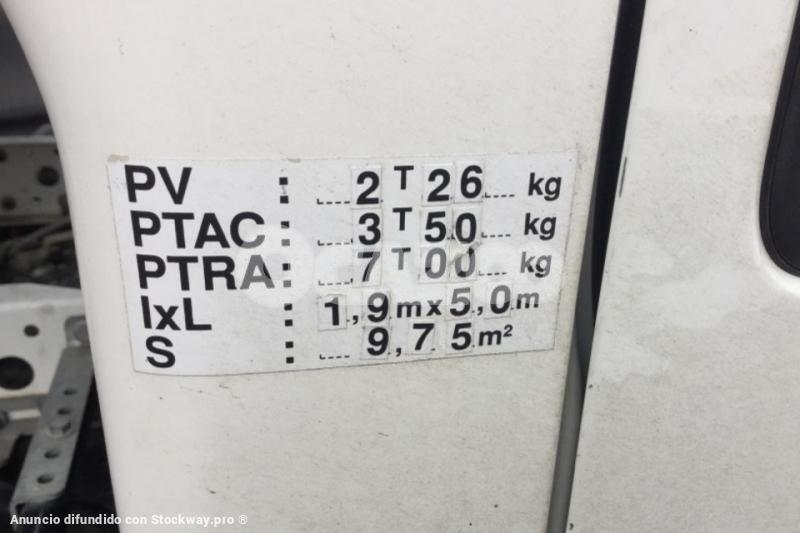 PV : 2 T 26 kg
PTAC : 3 T 50 kg
PTRA : 7 T 00 kg
lxL : 1,9 m x 5,0 m
S : 9,75 m²
Anuncio difundido con Stockway.pro ®